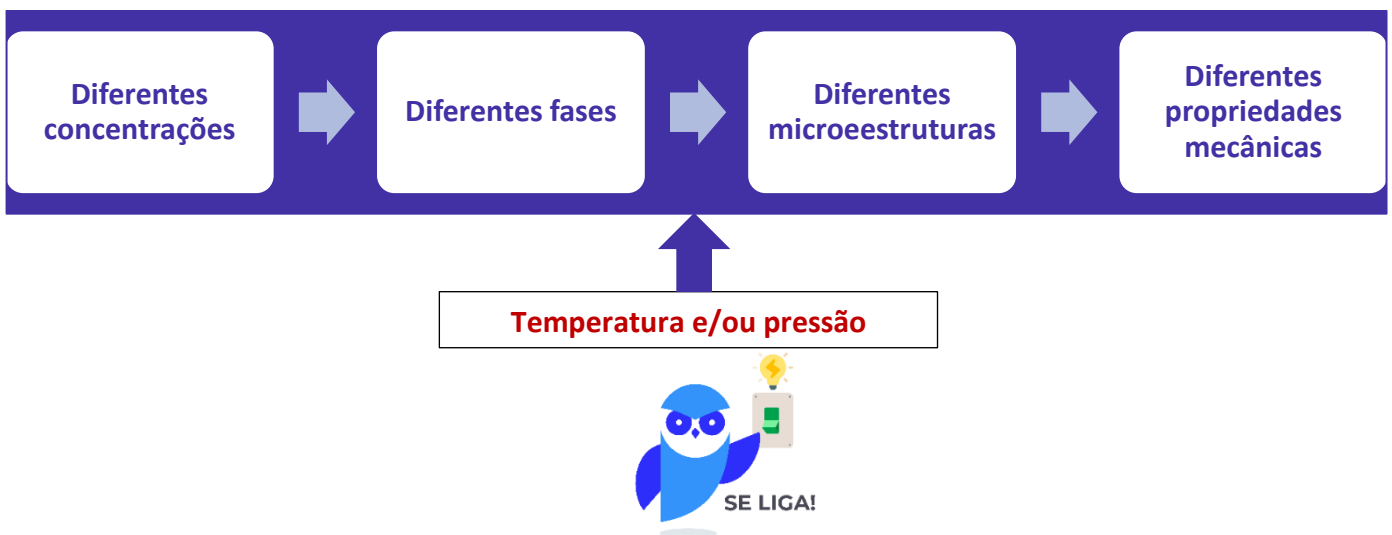 Diferentes
concentrações
Diferentes fases
Diferentes
microeestruturas
Diferentes
propriedades
mecânicas
Temperatura e/ou pressão
SE LIGA!